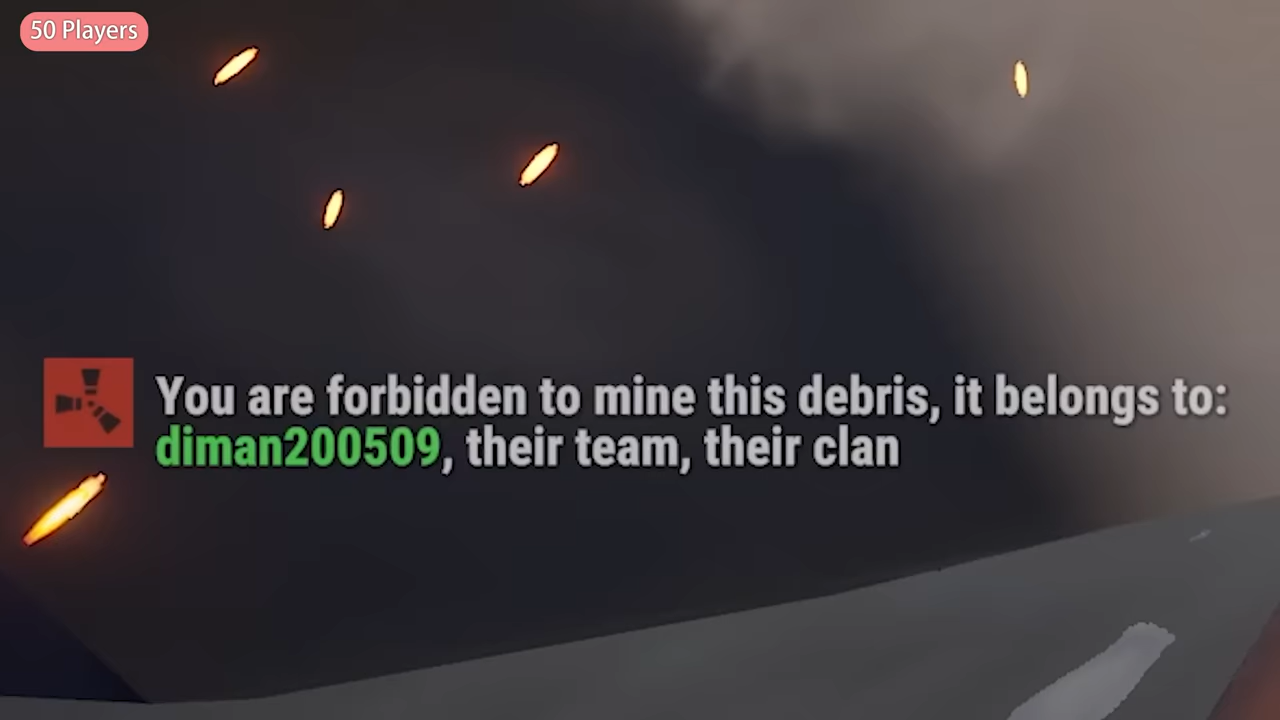 50 Players
You are forbidden to mine this debris, it belongs to:
diman200509, their team, their clan